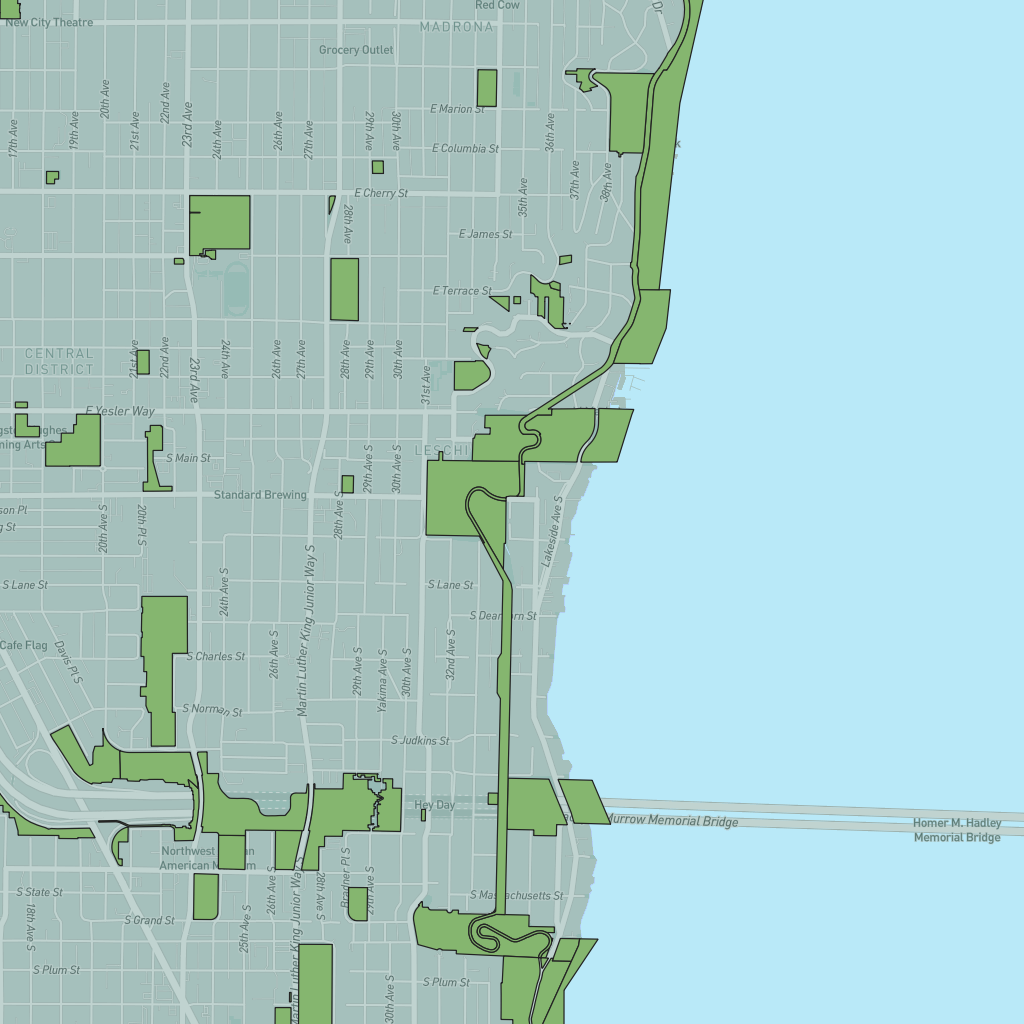 Red Cow
Dr
New City Theatre
MADRONA
Grocery Outlet
E Marion St
E Columbia St
17th Ave
19th Ave
20th Ave
21st Ave
22nd Ave
23rd Ave
24th Ave
26th Ave
27th Ave
29th Ave
30th Ave
36th Ave
37th Ave
38th Ave
35th Ave
E Cherry St
28th Ave
E James St
E Terrace St
CENTRAL
DISTRICT
21st Ave
22nd Ave
23rd Ave
24th Ave
26th Ave
27th Ave
28th Ave
29th Ave
30th Ave
31st Ave
E Yesler Way
S Main St
29th Ave S
30th Ave S
Standard Brewing
20th Ave S
20th Pl S
28th Ave S
Lakeside Ave S
S Lane St
24th Ave S
Martin Luther King Junior Way S
S Lane St
S Dearborn St
Cafe Flag
Davis Pl S
S Charles St
26th Ave S
29th Ave S
Yakima Ave S
30th Ave S
32nd Ave S
S Norman St
S Judkins St
Hey Day
Murrow Memorial Bridge
Homer M. Hadley
Memorial Bridge
Northwest
American
S State St
18th Ave S
S Grand St
25th Ave S
26th Ave S
Martin Luther King Junior Way S
28th Ave S
Bradner Pl S
29th Ave S
S Massachusetts St
S Plum St
S Plum St
30th Ave S